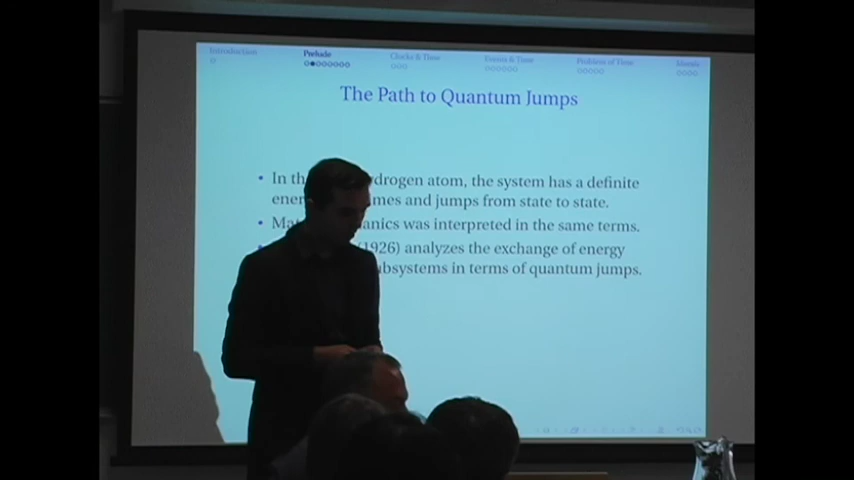 Introduction Prelude Clocks & Time Events & Time Problem of Time
The Path to Quantum Jumps
• In th drogen atom, the system has a definite
ener mes and jumps from state to state.
• Mat anics was interpreted in the same terms.
(1926) analyzes the exchange of energy
ubsystems in terms of quantum jumps.